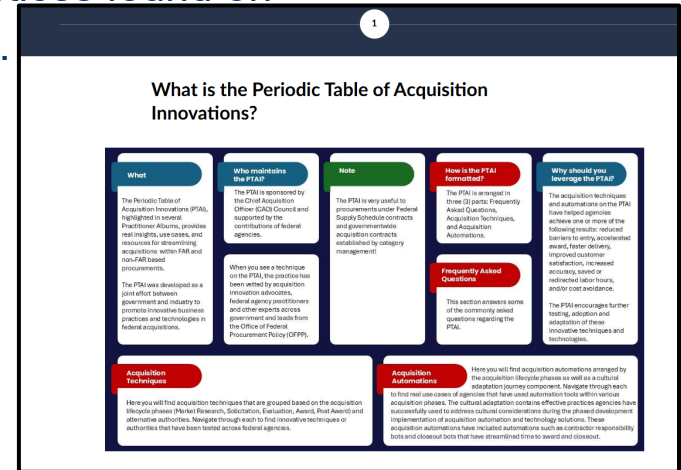 1
What is the Periodic Table of Acquisition
Innovations?
What
The Periodic Table of
Acquisition Innovations (PTAI),
highlighted in several
Practitioner Albums, provides
real insights, use cases, and
resources for streamlining
acquisitions within FAR and
non-FAR based
procurements.
The PTAI was developed as a
joint effort between
government and industry to
promote innovative business
practices and technologies in
federal acquisitions.
Who maintains
the PTAI?
The PTAI is sponsored by
the Chief Acquisition
Officer (CAO) Council and
supported by the
contributions of federal
agencies.
When you see a technique
on the PTAI, the practice has
been vetted by acquisition
innovation advocates,
federal agency practitioners
and other experts across
government and leads from
the Office of Federal
Procurement Policy (OFPP).
Note
The PTAI is very useful to
procurements under Federal
Supply Schedule contracts
and governmentwide
acquisition contracts
established by category
management!
How is the PTAI
formatted?
The PTAI is arranged in
three (3) parts: Frequently
Asked Questions,
Acquisition Techniques,
and Acquisition
Automations.
Frequently Asked
Questions
This section answers some
of the commonly asked
questions regarding the
PTAI.
Why should you
leverage the PTAI?
The acquisition techniques
and automations on the PTAI
have helped agencies
achieve one or more of the
following results: reduced
barriers to entry, accelerated
award, faster delivery,
improved customer
satisfaction, increased
accuracy, saved or
redirected labor hours,
and/or cost avoidance.
The PTAI encourages further
testing, adoption and
adaptation of these
innovative techniques and
technologies.
Acquisition
Techniques
Here you will find acquisition techniques that are grouped based on the acquisition
lifecycle phases (Market Research, Solicitation, Evaluation, Award, Post Award) and
alternative authorities. Navigate through each to find innovative techniques or
authorities that have been tested across federal agencies.
Acquisition
Automations
Here you will find acquisition automations arranged by
the acquisition lifecycle phases as well as a cultural
adaptation journey component. Navigate through each
to find real use cases of agencies that have used automation tools within various
acquisition phases. The cultural adaptation contains effective practices agencies have
successfully used to address cultural considerations during the phased development
implementation of acquisition automation and technology solutions. These
acquisition automations have included automations such as contractor responsibility
bots and closeout bots that have streamlined time to award and closeout.